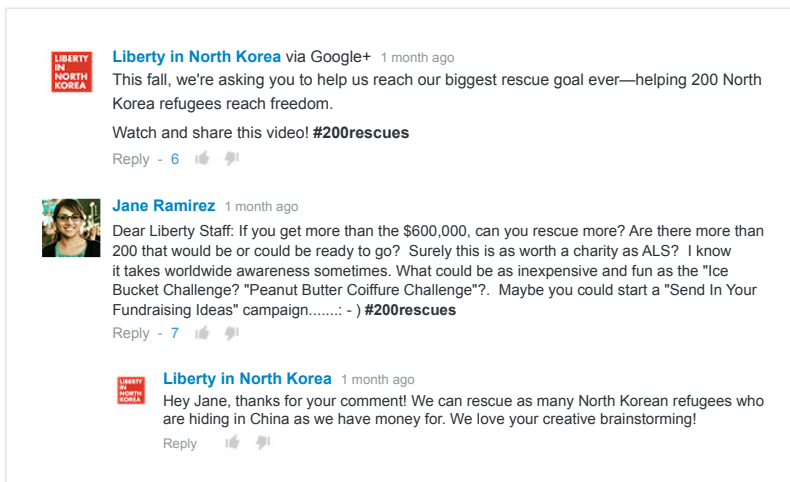 LIBERTY
IN
NORTH
KOREA
Liberty in North Korea via Google+ 1 month ago
This fall, we're asking you to help us reach our biggest rescue goal ever—helping 200 North
Korea refugees reach freedom.
Watch and share this video! #200rescues
Reply - 6
Jane Ramirez 1 month ago
Dear Liberty Staff: If you get more than the $600,000, can you rescue more? Are there more than
200 that would be or could be ready to go?  Surely this is as worth a charity as ALS?  I know
it takes worldwide awareness sometimes. What could be as inexpensive and fun as the "Ice
Bucket Challenge? "Peanut Butter Coiffure Challenge"?.  Maybe you could start a "Send In Your
Fundraising Ideas" campaign.......: - ) #200rescues
Reply - 7
LIBERTY
IN
NORTH
KOREA
Liberty in North Korea 1 month ago
Hey Jane, thanks for your comment! We can rescue as many North Korean refugees who
are hiding in China as we have money for. We love your creative brainstorming!
Reply